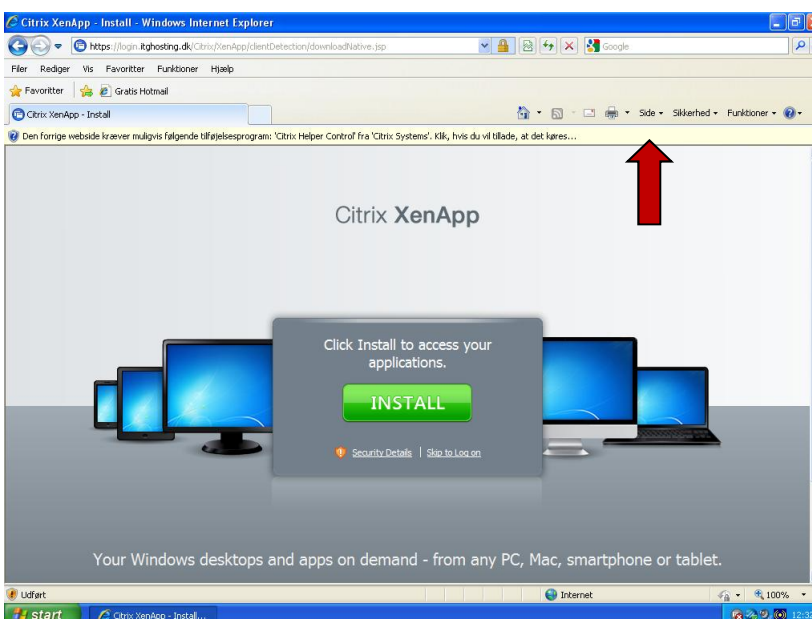 Citrix XenApp - Install - Windows Internet Explorer
https://login.itghosting.dk/Citrix/XenApp/clientDetection/downloadNative.jsp
Google
Filer Rediger Vis Favoritter Funktioner Hjælp
Favoritter Gratis Hotmail
Citrix XenApp - Install
Side Sikkerhed Funktioner
Den forrige webside kræver muligvis følgende tilføjelsesprogram: 'Citrix Helper Control' fra 'Citrix Systems'. Klik, hvis du vil tillade, at det køres...
Citrix XenApp
Click Install to access your
applications.
INSTALL
Security Details | Skip to Log on
Your Windows desktops and apps on demand - from any PC, Mac, smartphone or tablet.
Udført Internet 100%
start Citrix XenApp - Install...